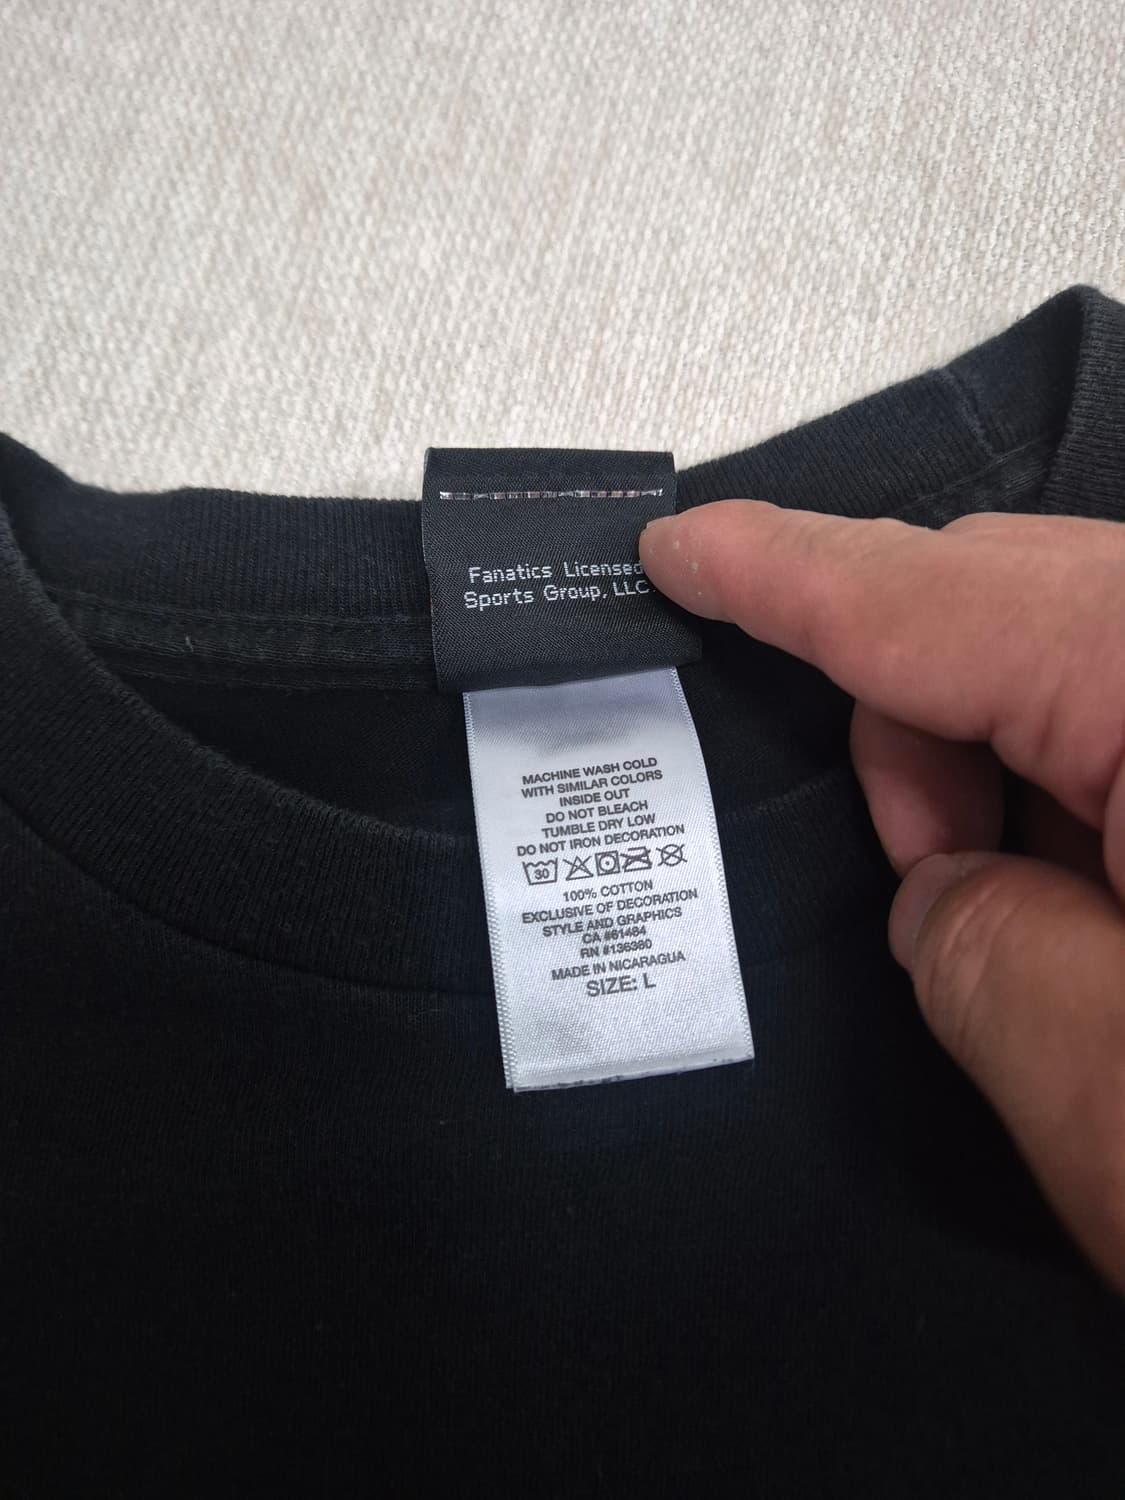 Fanatics Licensed
Sports Group, LLC
MACHINE WASH COLD
WITH SIMILAR COLORS
INSIDE OUT
DO NOT BLEACH
TUMBLE DRY LOW
DO NOT IRON DECORATION
30
100% COTTON
EXCLUSIVE OF DECORATION
STYLE AND GRAPHICS
CA #61484
RN #136380
MADE IN NICARAGUA
SIZE: L